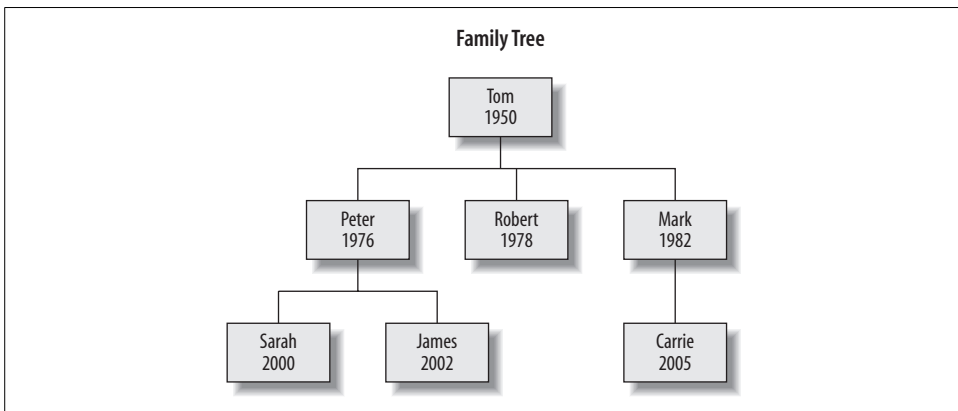 Family Tree
Tom
1950
Peter
1976
Robert
1978
Mark
1982
Sarah
2000
James
2002
Carrie
2005